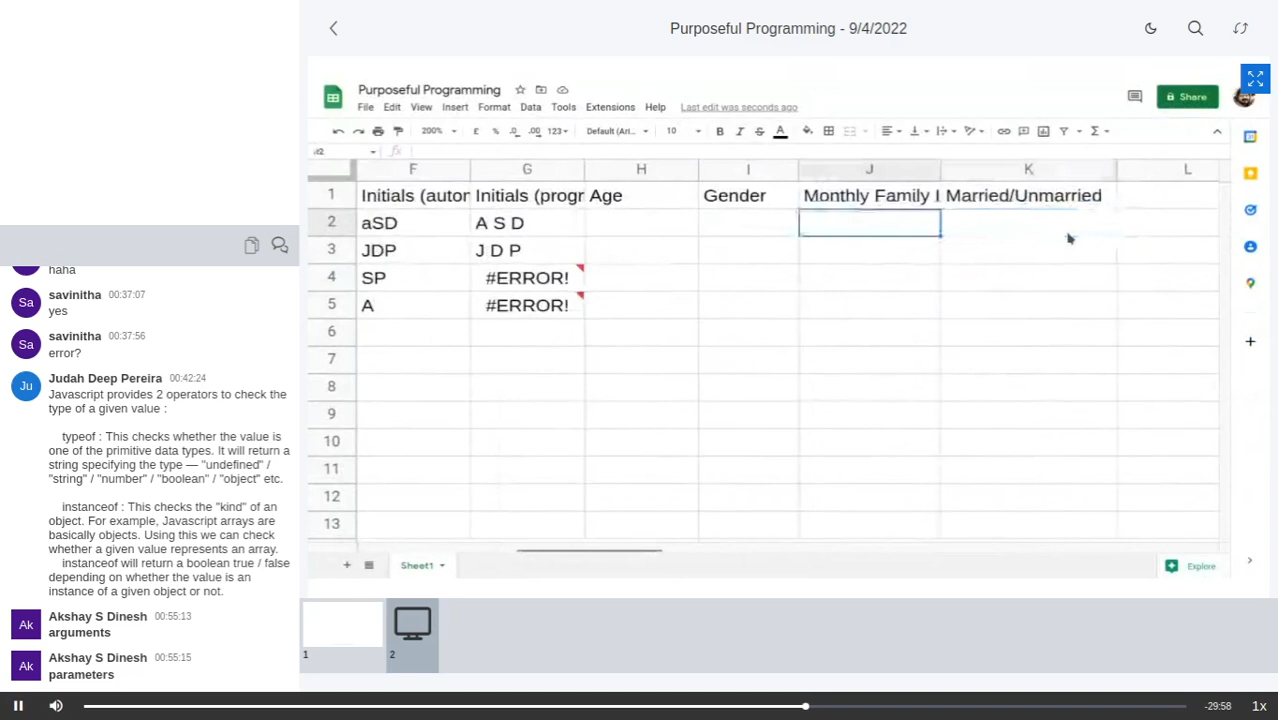 haha
Sa
savinitha 00:37:07
yes
Sa
savinitha 00:37:56
error?
Ju
Judah Deep Pereira 00:42:24
Javascript provides 2 operators to check the
type of a given value :
typeof : This checks whether the value is
one of the primitive data types. It will return a
string specifying the type — "undefined" /
"string" / "number" / "boolean" / "object" etc.
instanceof : This checks the "kind" of an
object. For example, Javascript arrays are
basically objects. Using this we can check
whether a given value represents an array.
instanceof will return a boolean true / false
depending on whether the value is an
instance of a given object or not.
Ak
Akshay S Dinesh 00:55:13
arguments
Ak
Akshay S Dinesh 00:55:15
parameters
Purposeful Programming - 9/4/2022
Purposeful Programming
File Edit View Insert Format Data Tools Extensions Help Last edit was seconds ago
Share
200% £ % .0 .00 123 Default (Ari... 10 B I S A
fx
F G H I J K L
1 Initials (autor Initials (progr Age Gender Monthly Family I Married/Unmarried
2 aSD A S D
3 JDP J D P
4 SP #ERROR!
5 A #ERROR!
6
7
8
9
10
11
12
13
Sheet1
Explore
1 2
-29:58 1x